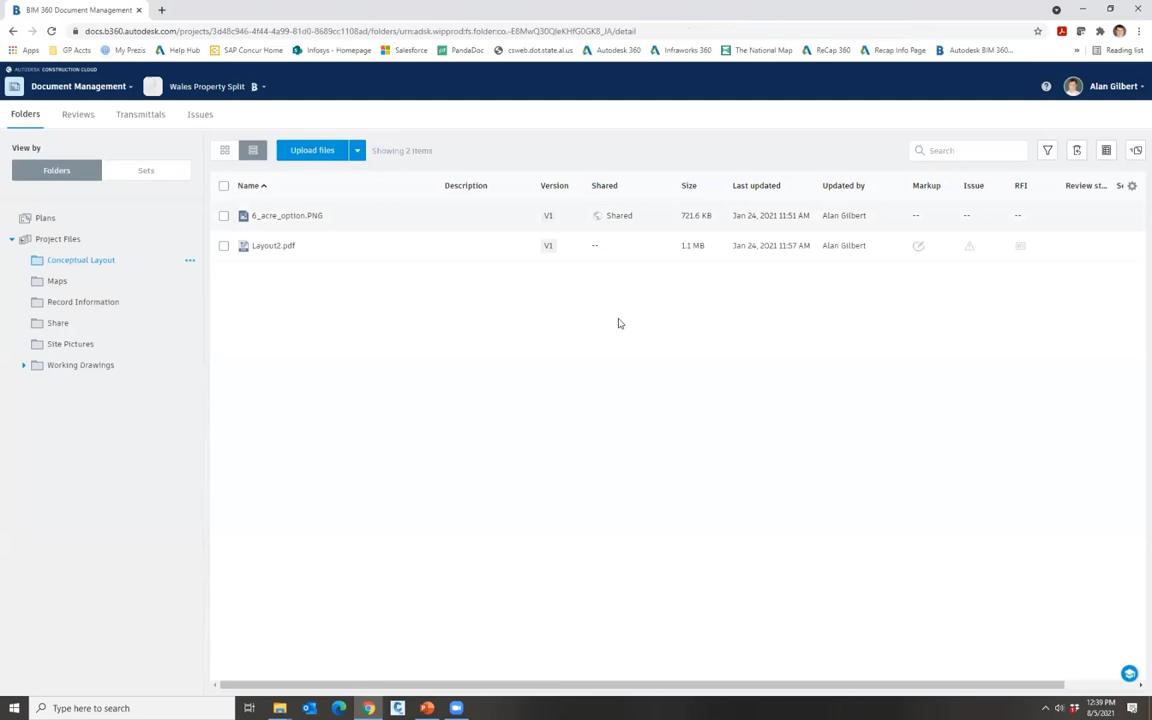 BIM 360 Document Management
docs.b360.autodesk.com/projects/3d48c946-4f44-4a99-81d0-8689cc1108ad/folders/urn:adsk.wipprod:fs.folder:co.-E8MwQ30QJeKHfG0GK8_JA/detail
Apps GP Accts My Prezis Help Hub SAP Concur Home Infosys - Homepage Salesforce PandaDoc csweb.dot.state.al.us Autodesk 360 Infraworks 360 The National Map ReCap 360 Recap Info Page Autodesk BIM 360... » Reading list
AUTODESK CONSTRUCTION CLOUD
Document Management Wales Property Split Alan Gilbert
Folders Reviews Transmittals Issues
View by
Folders Sets
Upload files Showing 2 items Search
Name Description Version Shared Size Last updated Updated by Markup Issue RFI Review st...
6_acre_option.PNG V1 Shared 721.6 KB Jan 24, 2021 11:51 AM Alan Gilbert -- -- --
Layout2.pdf V1 -- 1.1 MB Jan 24, 2021 11:57 AM Alan Gilbert
Plans
Project Files
Conceptual Layout
Maps
Record Information
Share
Site Pictures
Working Drawings
Type here to search
12:39 PM
8/5/2021